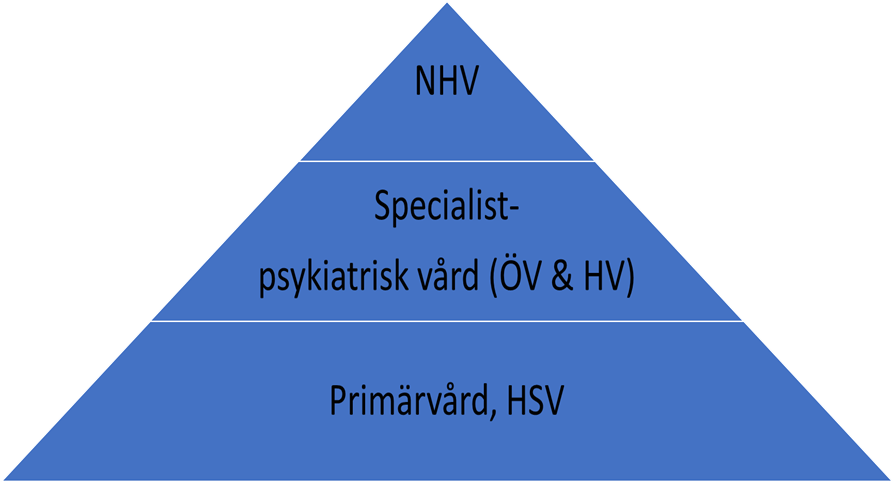 NHV
Specialist-
psykiatrisk vård (ÖV & HV)
Primärvård, HSV